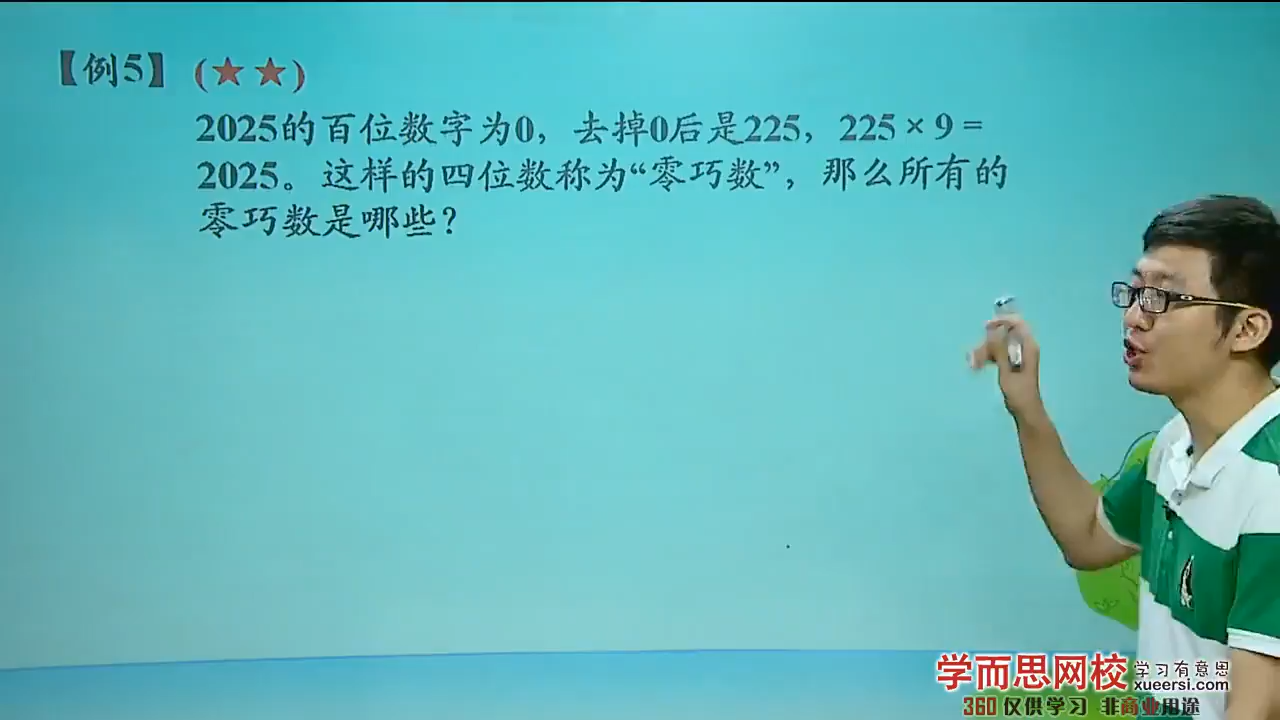 【例5】 (★★)
2025的百位数字为0，去掉0后是225，225 × 9 =
2025。这样的四位数称为“零巧数”，那么所有的
零巧数是哪些？
学而思网校 学习有意思
xueersi.com
360 仅供学习 非商业用途